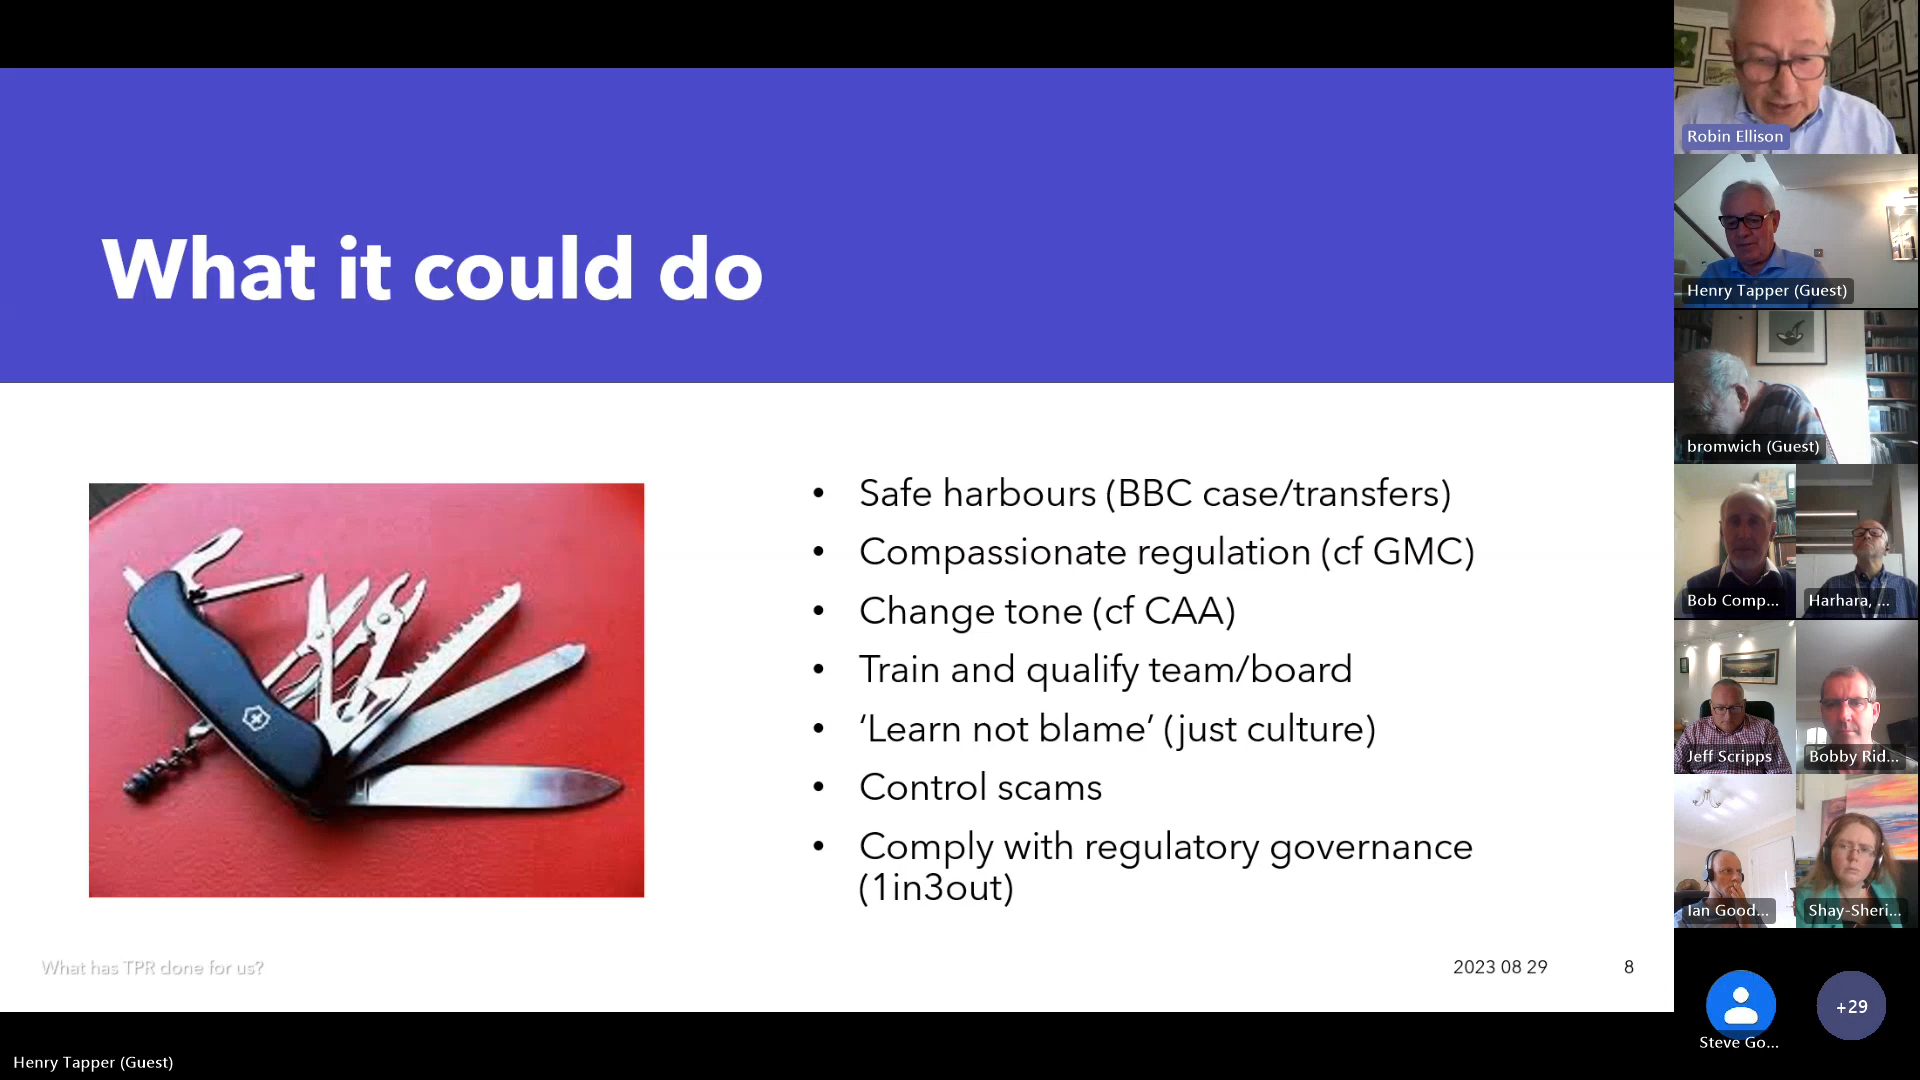 What it could do
• Safe harbours (BBC case/transfers)
• Compassionate regulation (cf GMC)
• Change tone (cf CAA)
• Train and qualify team/board
• ‘Learn not blame’ (just culture)
• Control scams
• Comply with regulatory governance
(1in3out)
What has TPR done for us?
2023 08 29
8
Henry Tapper (Guest)
Robin Ellison
Henry Tapper (Guest)
bromwich (Guest)
Bob Comp...
Harhara, ...
Jeff Scripps
Bobby Rid...
Ian Good...
Shay-Sheri...
Steve Go...
+29